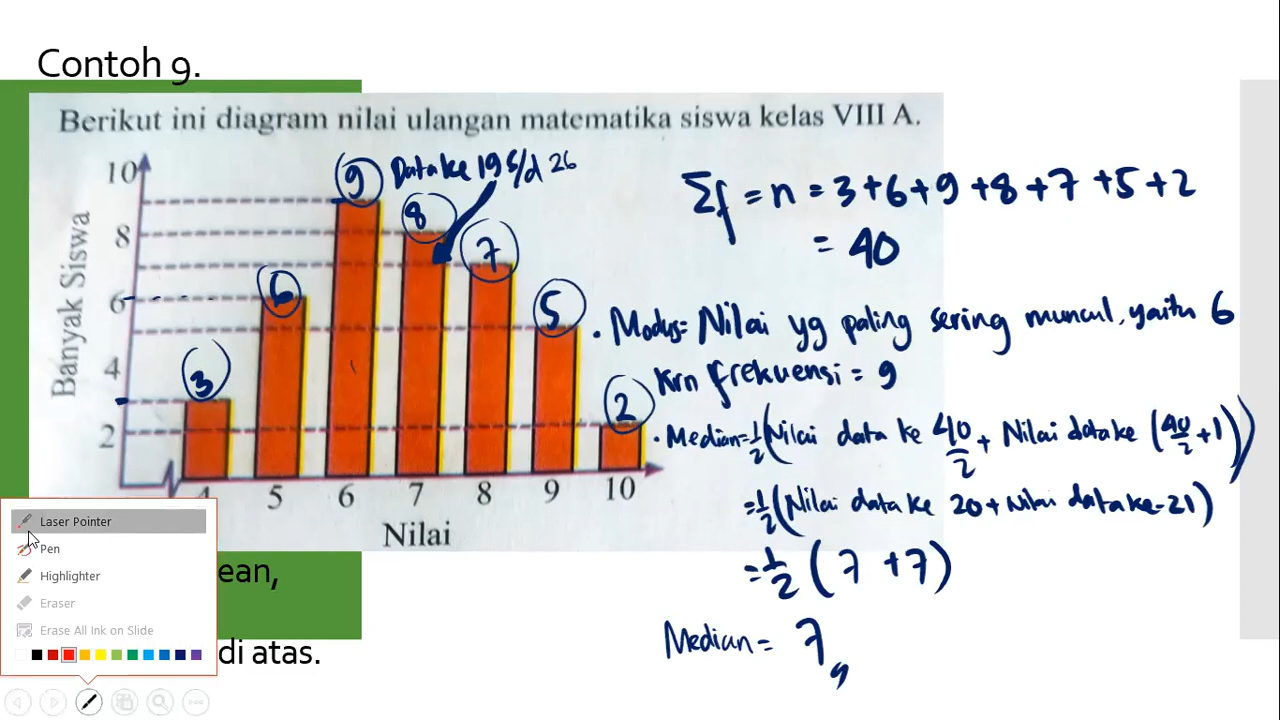 Contoh 9.
Berikut ini diagram nilai ulangan matematika siswa kelas VIII A.
Banyak Siswa
10
8
6
4
2
3
6
9
8
7
5
2
Data ke 19 s/d 26
4 5 6 7 8 9 10
Nilai
Σf = n = 3+6+9+8+7+5+2
= 40
. Modus= Nilai yg paling sering muncul, yaitu 6
Krn frekuensi = 9
. Median=½(Nilai data ke 40/2 + Nilai data ke (40/2 +1))
=½(Nilai data ke 20+Nilai data ke-21)
=½(7+7)
Median = 7
ean,
di atas.
Laser Pointer
Pen
Highlighter
Eraser
Erase All Ink on Slide